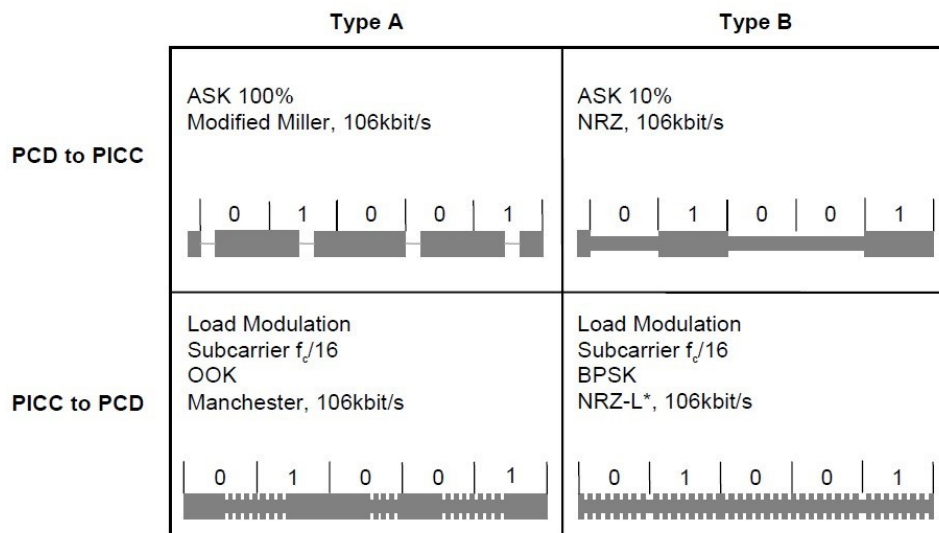 Type A
Type B
PCD to PICC
ASK 100%
Modified Miller, 106kbit/s
0 1 0 0 1
ASK 10%
NRZ, 106kbit/s
0 1 0 0 1
PICC to PCD
Load Modulation
Subcarrier fc/16
OOK
Manchester, 106kbit/s
0 1 0 0 1
Load Modulation
Subcarrier fc/16
BPSK
NRZ-L*, 106kbit/s
0 1 0 0 1